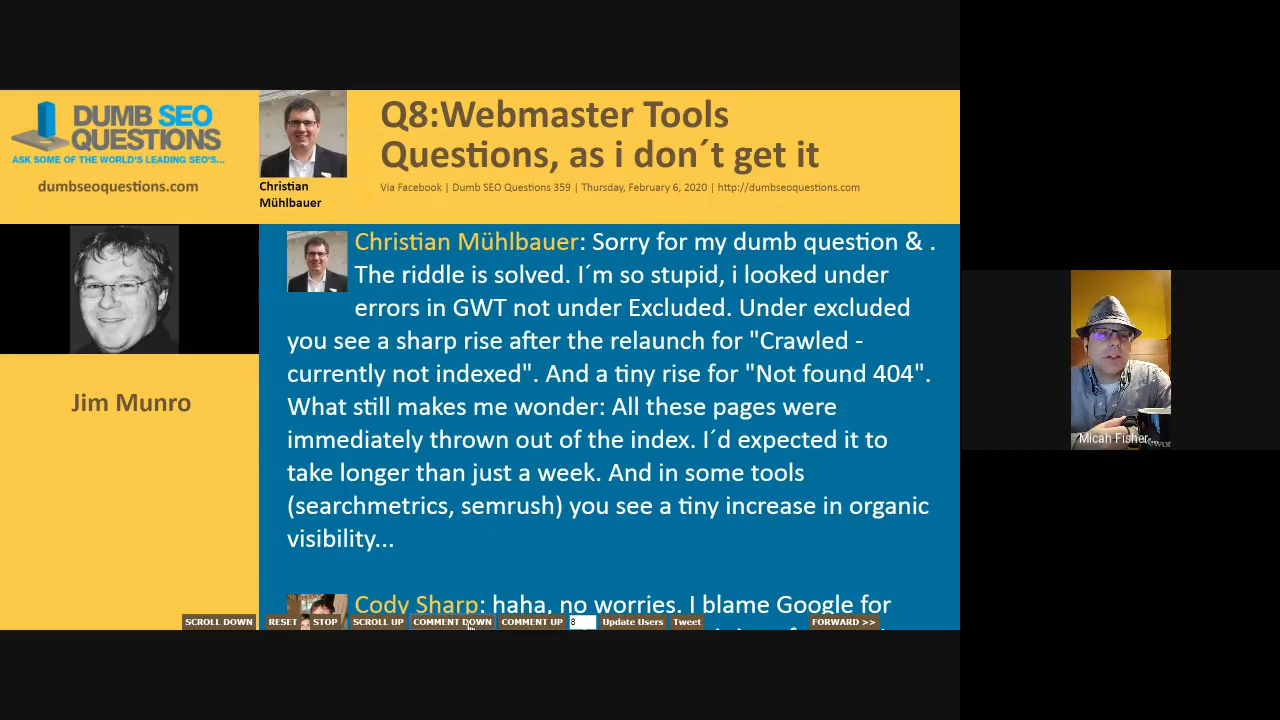 DUMB SEO
QUESTIONS
ASK SOME OF THE WORLD'S LEADING SEO'S...
dumbseoquestions.com
Christian
Mühlbauer
Q8:Webmaster Tools
Questions, as i don´t get it
Via Facebook | Dumb SEO Questions 359 | Thursday, February 6, 2020 | http://dumbseoquestions.com
Jim Munro
Christian Mühlbauer: Sorry for my dumb question & .
The riddle is solved. I´m so stupid, i looked under
errors in GWT not under Excluded. Under excluded
you see a sharp rise after the relaunch for "Crawled -
currently not indexed". And a tiny rise for "Not found 404".
What still makes me wonder: All these pages were
immediately thrown out of the index. I´d expected it to
take longer than just a week. And in some tools
(searchmetrics, semrush) you see a tiny increase in organic
visibility...
Cody Sharp: haha, no worries. I blame Google for
SCROLL DOWN RESET STOP SCROLL UP COMMENT DOWN COMMENT UP 8 Update Users Tweet FORWARD >>
Micah Fisher